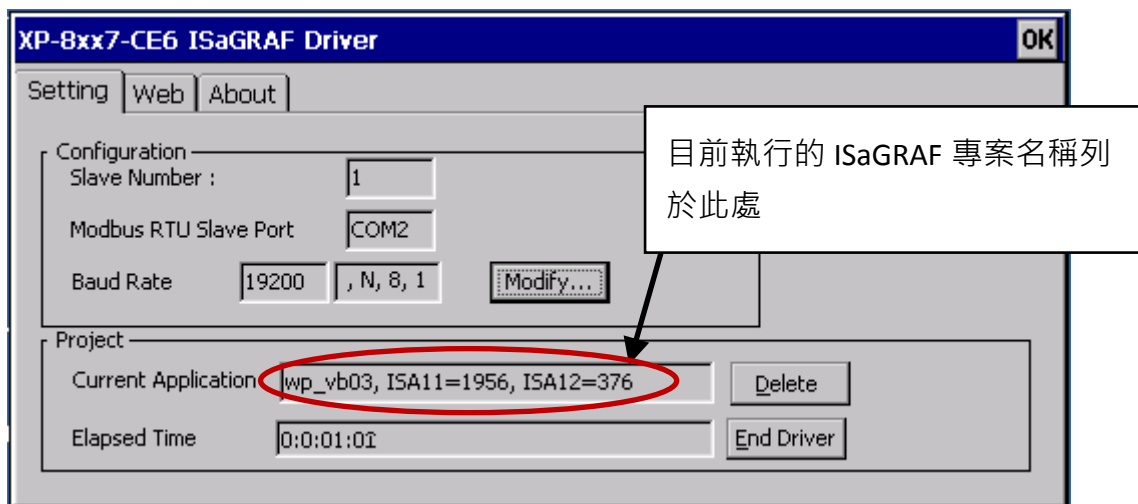 XP-8xx7-CE6 ISaGRAF Driver
OK
Setting
Web
About
目前執行的 ISaGRAF 專案名稱列
於此處
Configuration
Slave Number :
1
Modbus RTU Slave Port
COM2
Baud Rate
19200
, N, 8, 1
Modify...
Project
Current Application
wp_vb03, ISA11=1956, ISA12=376
Delete
Elapsed Time
0:0:01:01
End Driver